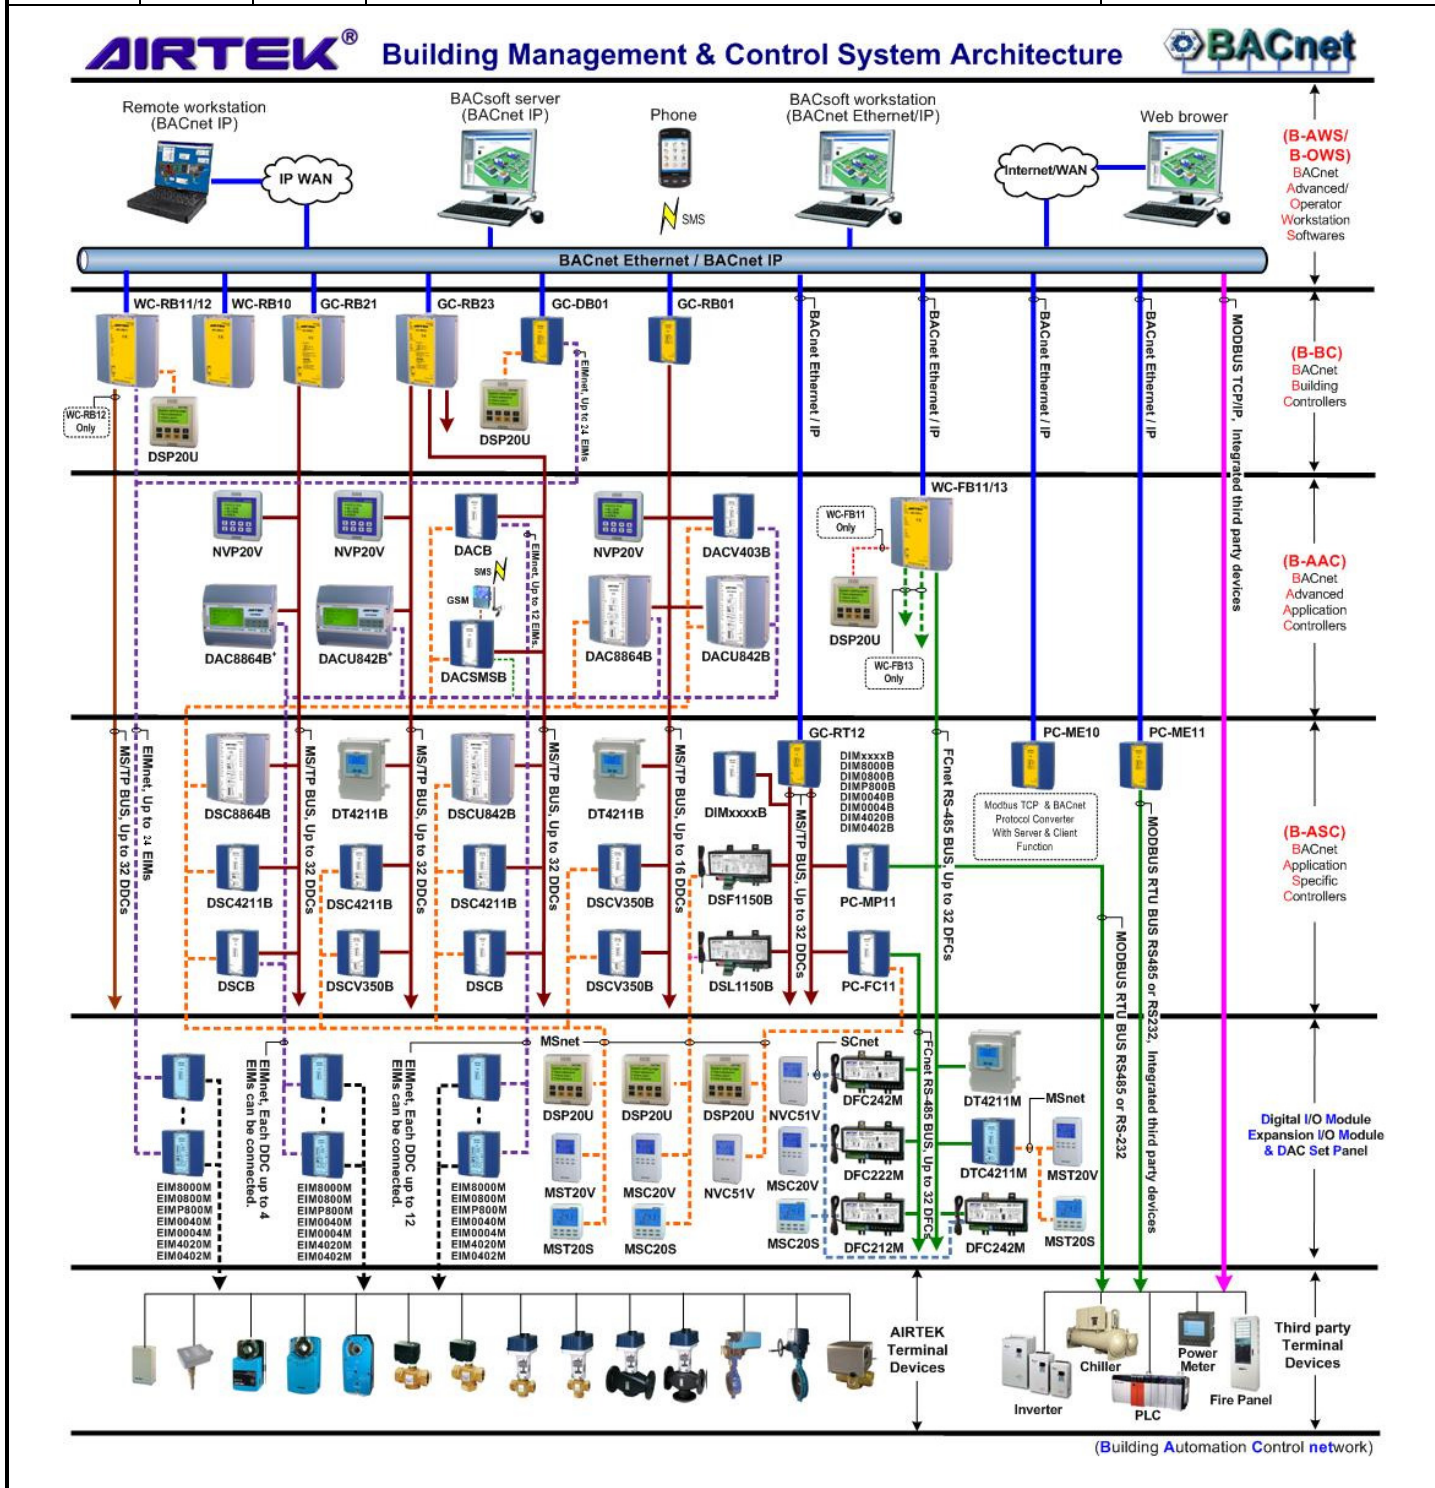 AIRTEK®
Building Management & Control System Architecture
BACnet
Remote workstation
(BACnet IP)
BACsoft server
(BACnet IP)
Phone
BACsoft workstation
(BACnet Ethernet/IP)
Web brower
IP WAN
Internet/WAN
SMS
(B-AWS/
B-OWS)
BACnet
Advanced/
Operator
Workstation
Softwares
BACnet Ethernet / BACnet IP
WC-RB11/12
WC-RB10
GC-RB21
GC-RB23
GC-DB01
GC-RB01
BACnet Ethernet / IP
BACnet Ethernet / IP
BACnet Ethernet / IP
BACnet Ethernet / IP
MODBUS TCP/IP, Integrated third party devices
EIMnet, Up to 24 EIMs
WC-RB12
Only
DSP20U
DSP20U
(B-BC)
BACnet
Building
Controllers
WC-FB11/13
WC-FB11
Only
NVP20V
NVP20V
DACB
NVP20V
DACV403B
EIMnet, Up to 12 EIMs.
SMS
GSM
DSP20U
WC-FB13
Only
DAC8864B+
DACU842B+
DACSMSB
DAC8864B
DACU842B
(B-AAC)
BACnet
Advanced
Application
Controllers
MS/TP BUS, Up to 32 DDCs
EIMnet, Up to 24 EIMs
MS/TP BUS, Up to 32 DDCs
MS/TP BUS, Up to 32 DDCs
MS/TP BUS, Up to 32 DDCs
MS/TP BUS, Up to 16 DDCs
MS/TP BUS, Up to 32 DDCs
FCnet RS-485 BUS, Up to 32 DFCs
GC-RT12
PC-ME10
PC-ME11
DIMxxxxB
DIM8000B
DIM0800B
DIMP800B
DIM0040B
DIM0004B
DIM4020B
DIM0402B
Modbus TCP & BACnet
Protocol Converter
With Server & Client
Function
DSC8864B
DT4211B
DSCU842B
DT4211B
DIMxxxxB
DSC4211B
DSC4211B
DSC4211B
DSCV350B
DSF1150B
PC-MP11
DSCB
DSCV350B
DSCB
DSCV350B
DSL1150B
PC-FC11
MODBUS RTU BUS RS485 or RS-232
MODBUS RTU BUS RS485 or RS232, Integrated third party devices
(B-ASC)
BACnet
Application
Specific
Controllers
MSnet
SCnet
EIMnet, Each DDC up to 4
EIMs can be connected.
EIMnet, Each DDC up to 12
EIMs can be connected.
FCnet RS-485 BUS, Up to 32 DFCs
DSP20U
DSP20U
DSP20U
NVC51V
DFC242M
DT4211M
MSnet
MST20V
MSC20V
NVC51V
MSC20V
DFC222M
DTC4211M
MST20V
MST20S
MSC20S
MSC20S
DFC212M
DFC242M
MST20S
EIM8000M
EIM0800M
EIMP800M
EIM0040M
EIM0004M
EIM4020M
EIM0402M
EIM8000M
EIM0800M
EIMP800M
EIM0040M
EIM0004M
EIM4020M
EIM0402M
EIM8000M
EIM0800M
EIMP800M
EIM0040M
EIM0004M
EIM4020M
EIM0402M
Digital I/O Module
Expansion I/O Module
& DAC Set Panel
AIRTEK
Terminal
Devices
Inverter
Chiller
PLC
Power
Meter
Fire Panel
Third party
Terminal
Devices
(Building Automation Control network)